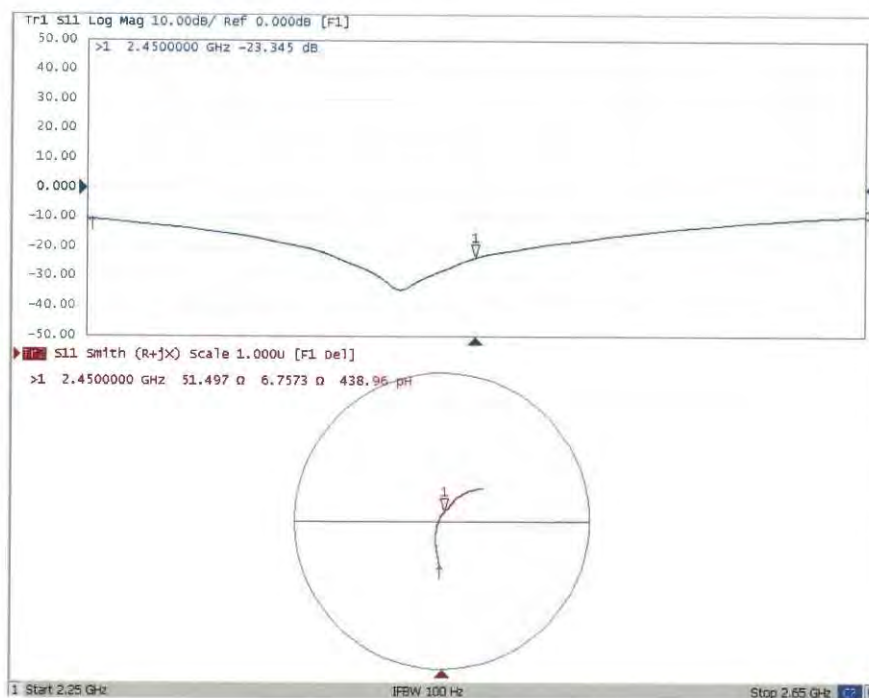 Tr1 S11 Log Mag 10.00dB/ Ref 0.000dB [F1]
50.00
>1 2.4500000 GHz -23.345 dB
40.00
30.00
20.00
10.00
0.000
-10.00
-20.00
1
-30.00
-40.00
-50.00
Tr2 S11 Smith (R+jX) Scale 1.000U [F1 Del]
>1 2.4500000 GHz 51.497 Ω 6.7573 Ω 438.96 pH
1
1 Start 2.25 GHz IFBW 100 Hz Stop 2.65 GHz C2